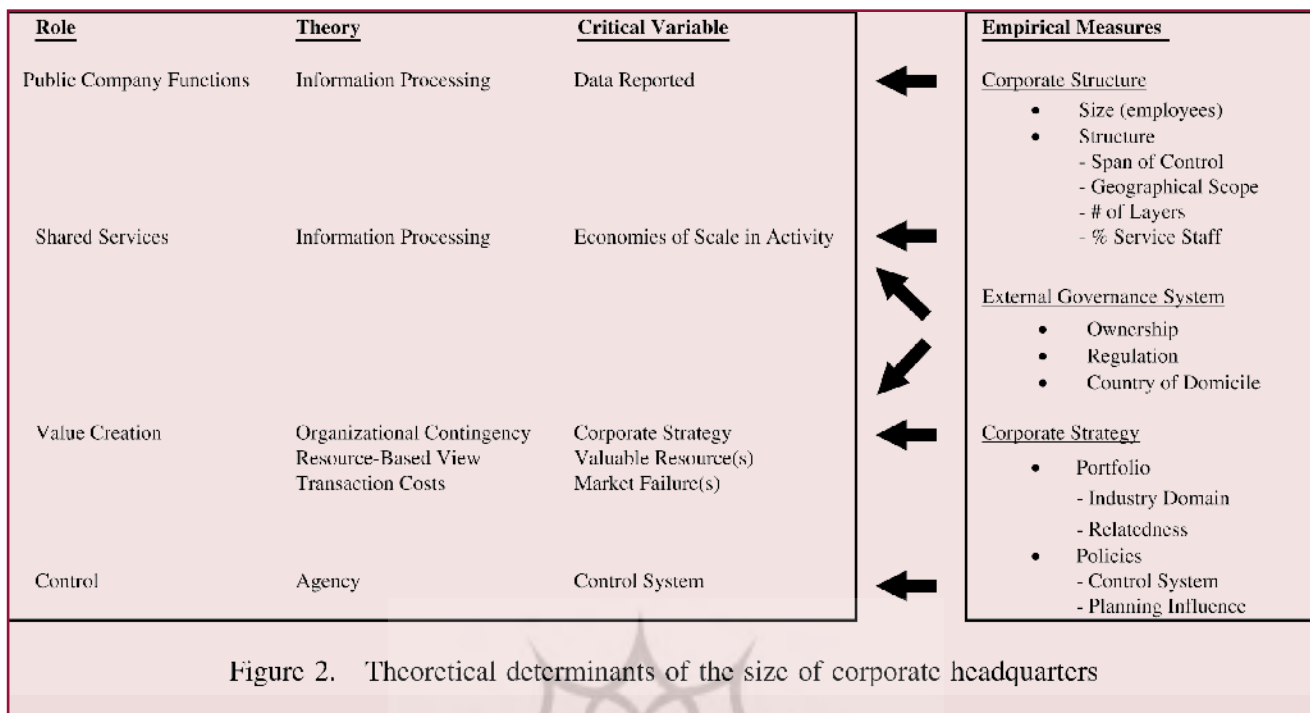 Role Theory Critical Variable
Public Company Functions Information Processing Data Reported
Shared Services Information Processing Economies of Scale in Activity
Value Creation Organizational Contingency Corporate Strategy
Resource-Based View Valuable Resource(s)
Transaction Costs Market Failure(s)
Control Agency Control System
Empirical Measures
Corporate Structure
• Size (employees)
• Structure
- Span of Control
- Geographical Scope
- # of Layers
- % Service Staff
External Governance System
• Ownership
• Regulation
• Country of Domicile
Corporate Strategy
• Portfolio
- Industry Domain
- Relatedness
• Policies
- Control System
- Planning Influence
Figure 2. Theoretical determinants of the size of corporate headquarters